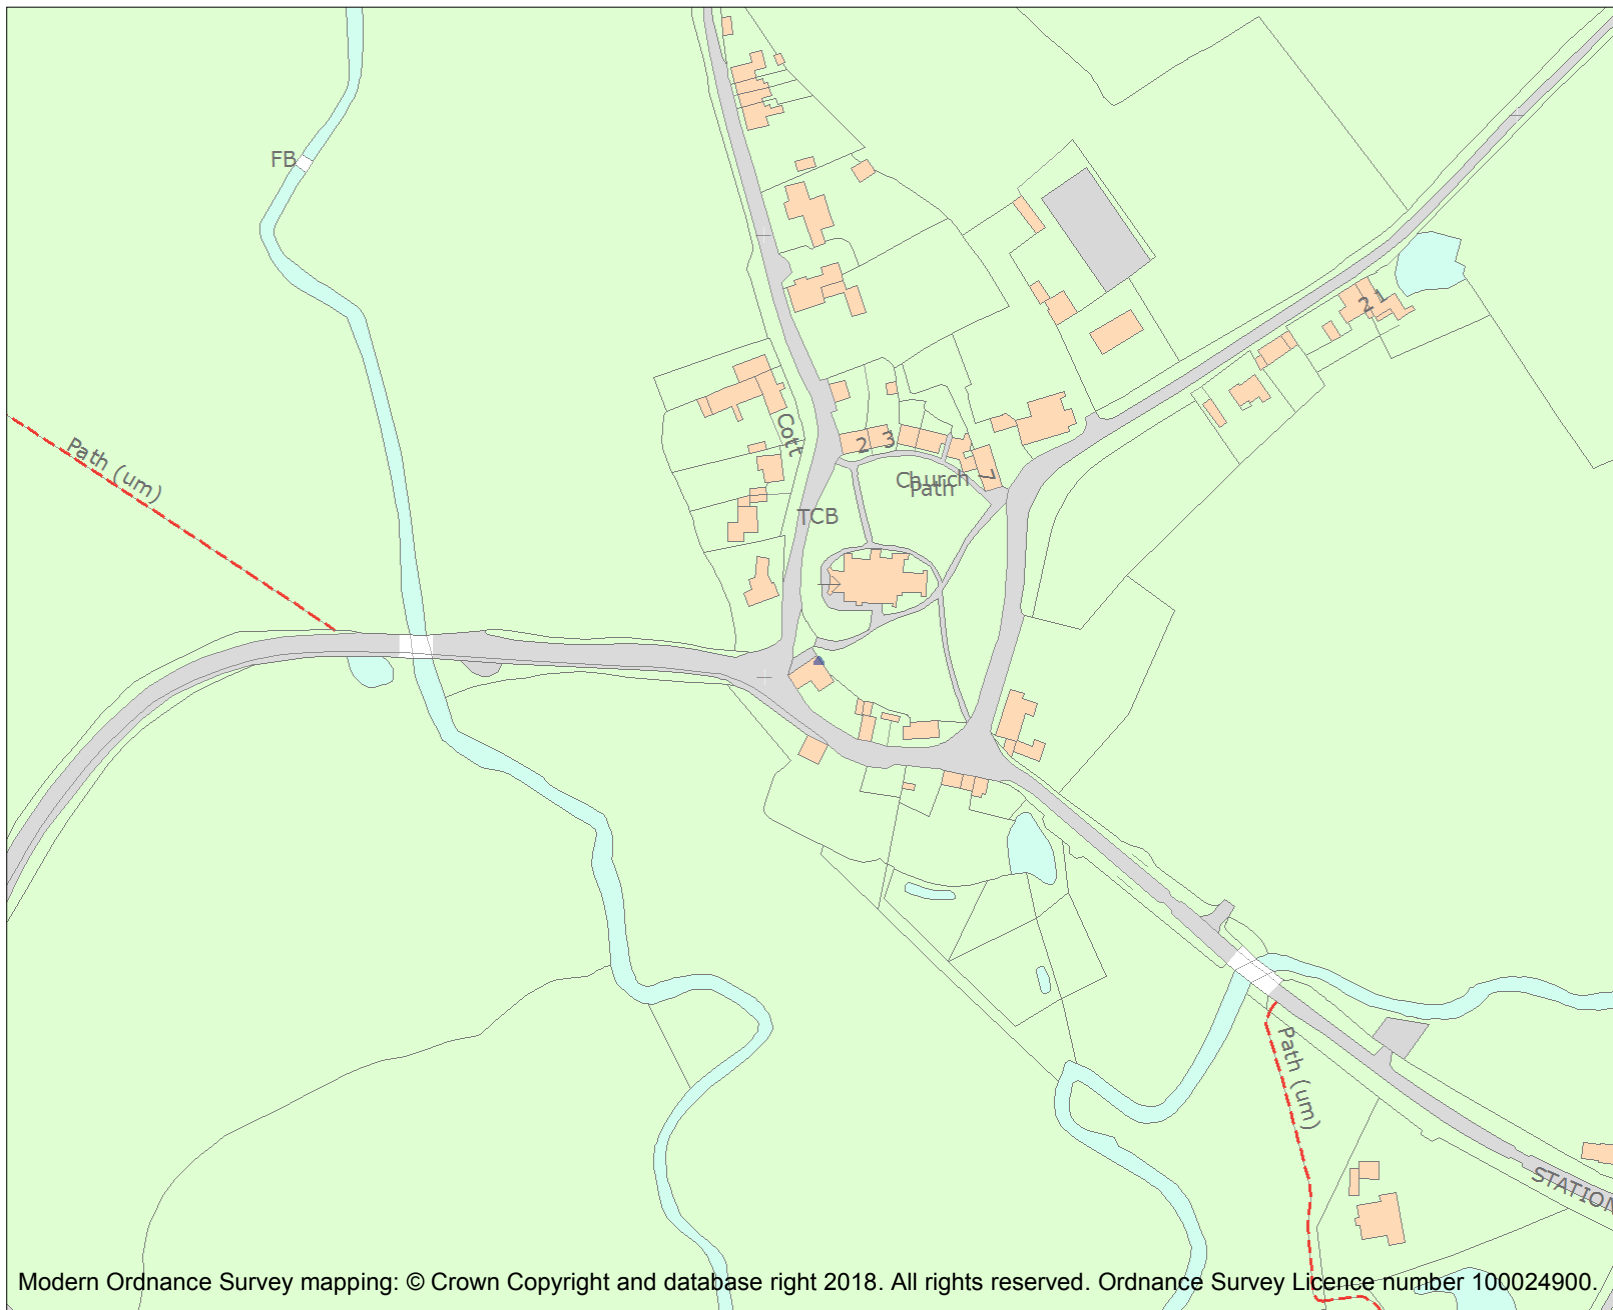 FB
2 1
Path (um)
Cott
2 3
7
Church
Path
TCB
Path (um)
STATION
Modern Ordnance Survey mapping: © Crown Copyright and database right 2018. All rights reserved. Ordnance Survey Licence number 100024900.